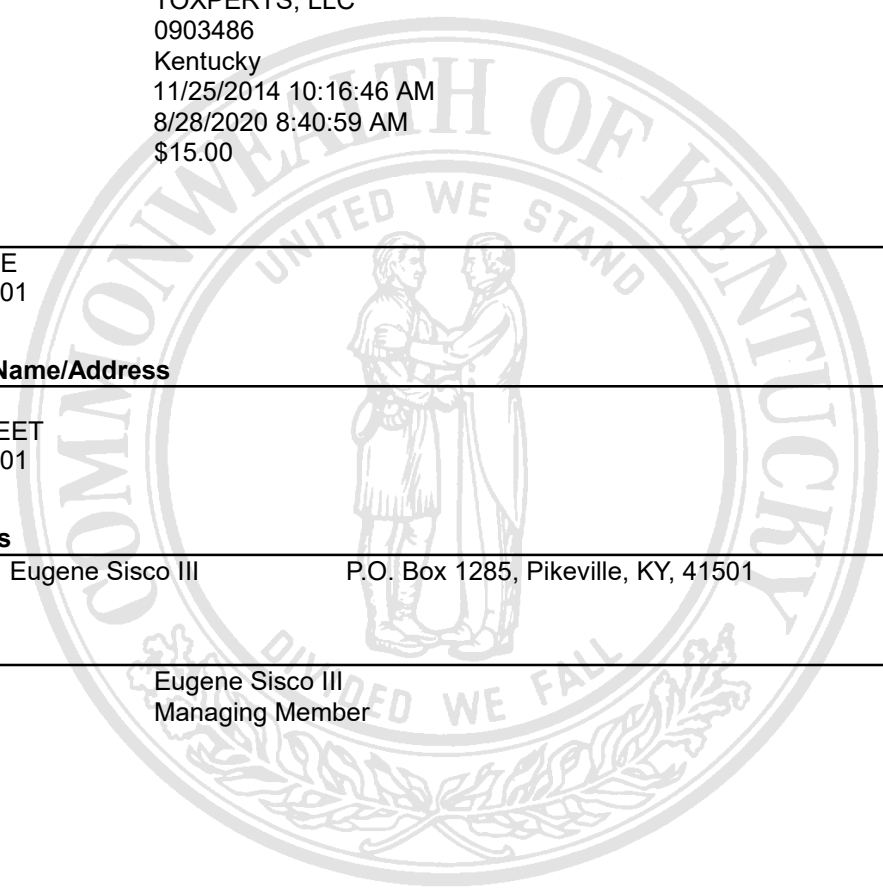 TOXPERTS, LLC
0903486
Kentucky
11/25/2014 10:16:46 AM
8/28/2020 8:40:59 AM
$15.00
E
01
Name/Address
EET
01
s
Eugene Sisco III P.O. Box 1285, Pikeville, KY, 41501
Eugene Sisco III
Managing Member
COMMONWEALTH OF KENTUCKY
UNITED WE STAND
DIVIDED WE FALL